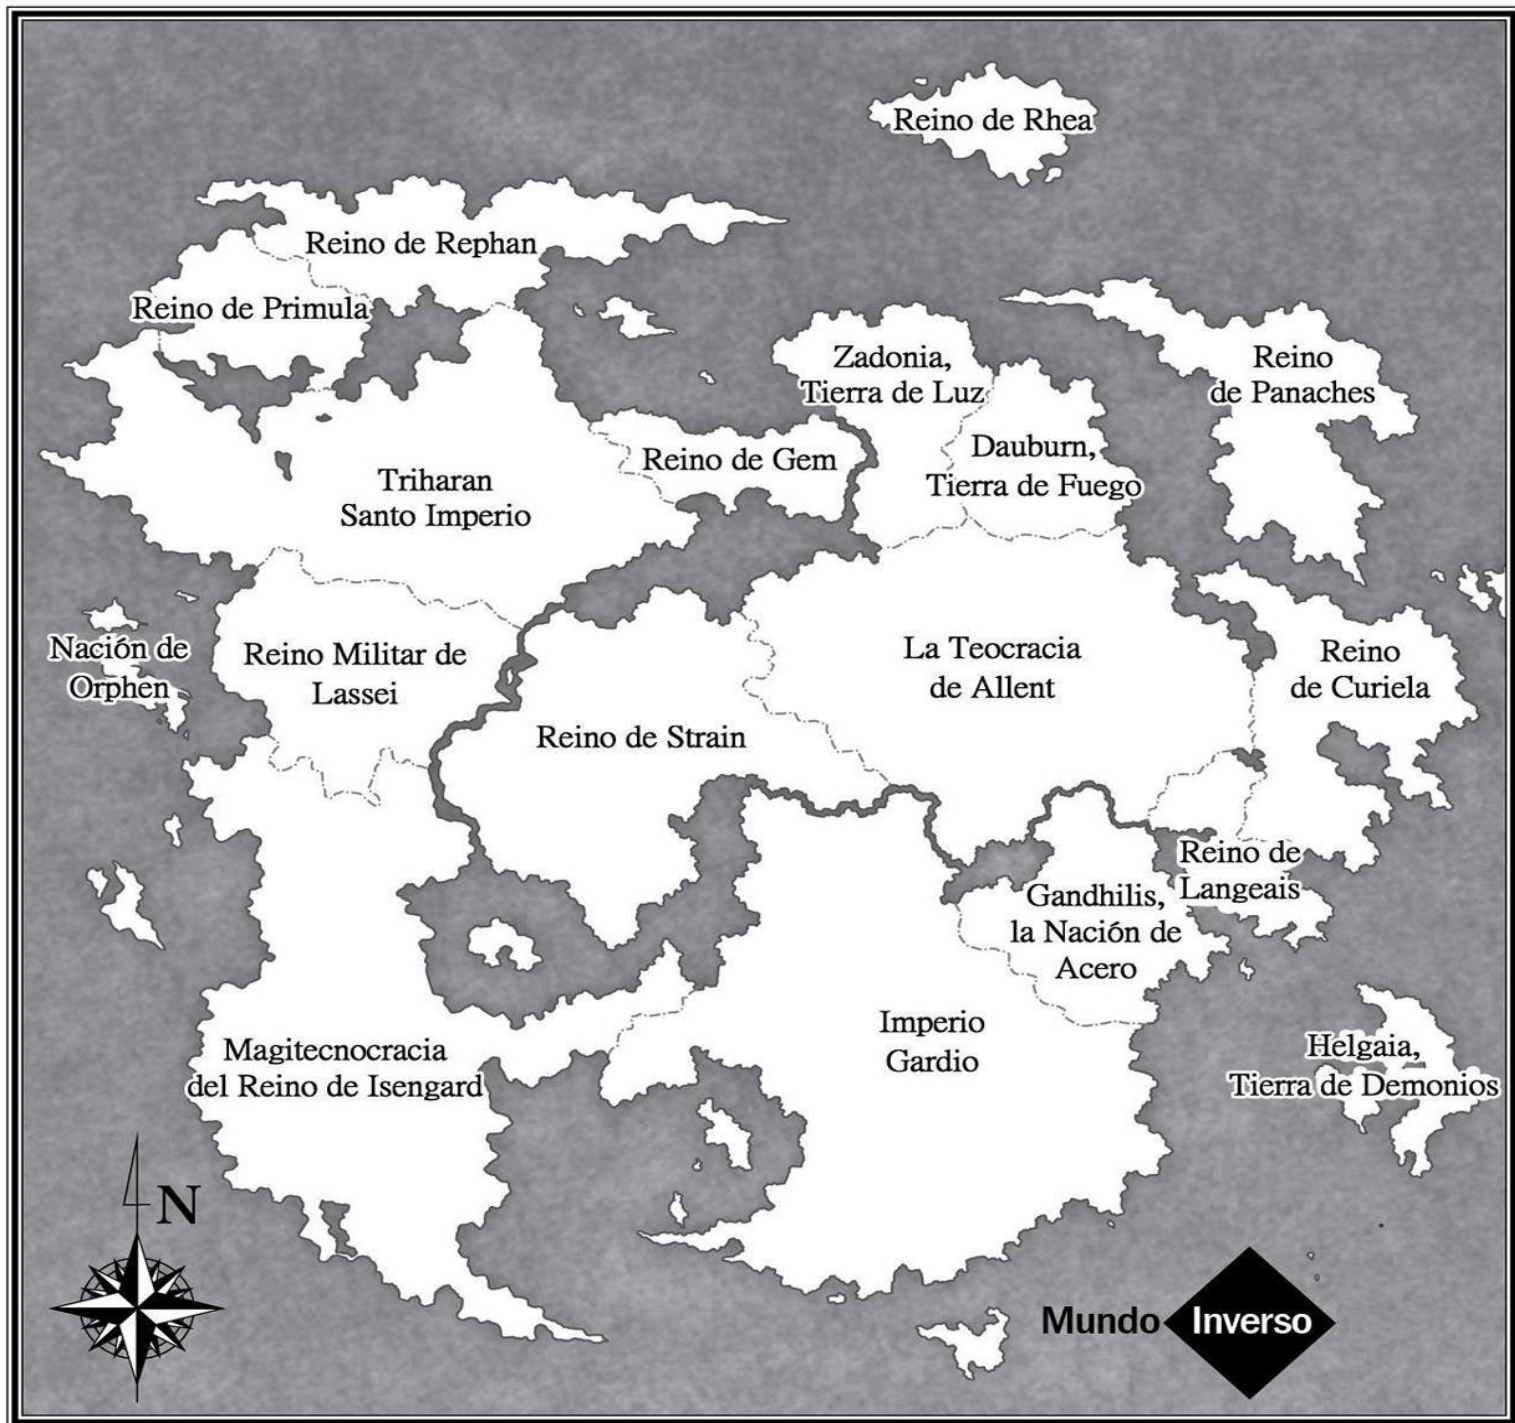 Reino de Rhea
Reino de Rephan
Reino de Primula
Zadonia,
Tierra de Luz
Reino
de Panaches
Dauburn,
Tierra de Fuego
Reino de Gem
Triharan
Santo Imperio
Nación de
Orphen
Reino Militar de
Lassei
La Teocracia
de Allent
Reino
de Curiela
Reino de Strain
Reino de
Langeais
Gandhilis,
la Nación de
Acero
Imperio
Gardio
Magitecnocracia
del Reino de Isengard
Helgaia,
Tierra de Demonios
N
Mundo Inverso